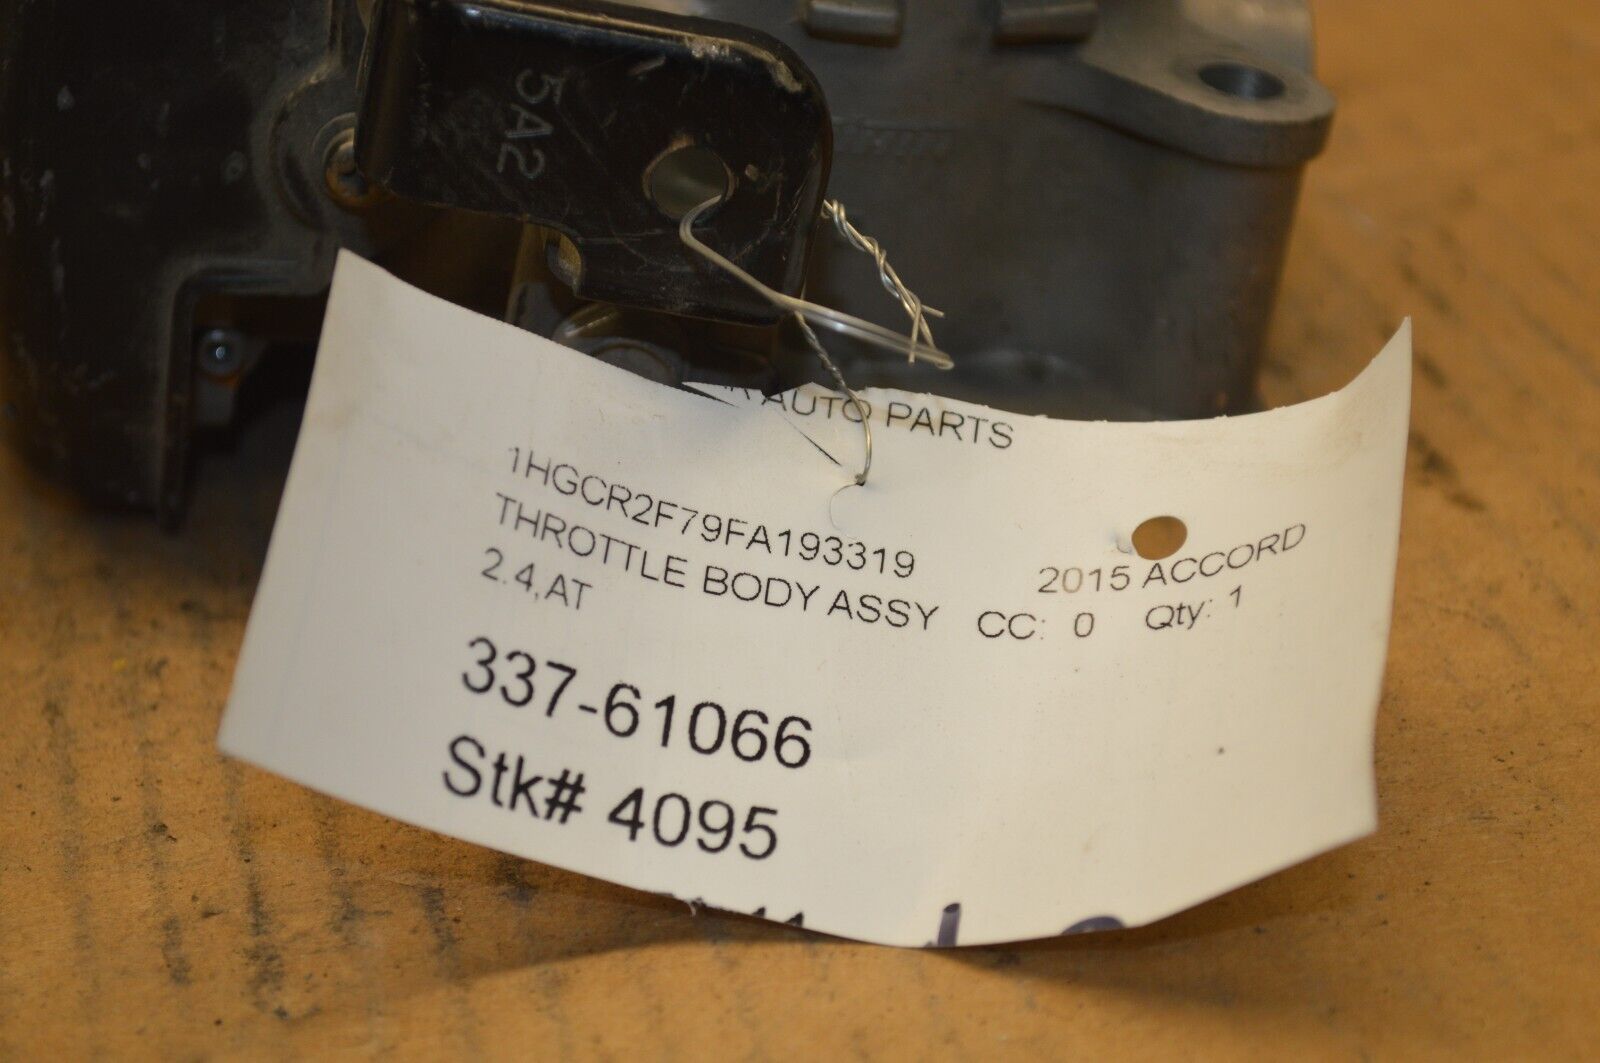 5A2
AUTO PARTS
1HGCR2F79FA193319 2015 ACCORD
THROTTLE BODY ASSY CC: 0 Qty: 1
2.4,AT
337-61066
Stk# 4095